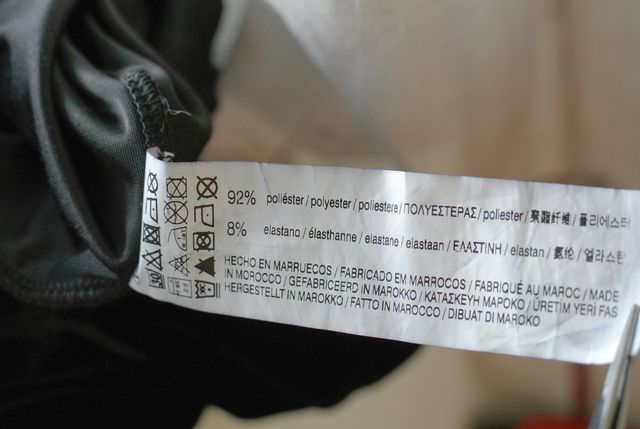 92% poliéster / polyester / poliestere / ΠΟΛΥΕΣΤΕΡΑΣ / poliester / 聚酯纤维 / 폴리에스터
8% elastano / élasthanne / elastane / elastaan / ΕΛΑΣΤΙΝΗ / elastan / 氨纶 / 엘라스탄
HECHO EN MARRUECOS / FABRICADO EM MARROCOS / FABRIQUÉ AU MAROC / MADE
IN MOROCCO / GEFABRICEERD IN MAROKKO / ΚΑΤΑΣΚΕΥΗ ΜΑΡΟΚΟ / ÜRETIM YERI FAS
HERGESTELLT IN MAROKKO / FATTO IN MAROCCO / DIBUAT DI MAROKO